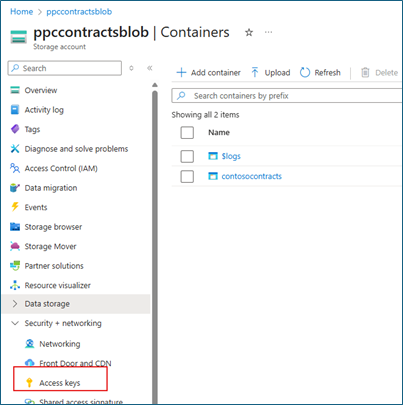 Home > ppccontractsblob
ppccontractsblob | Containers ☆ ...
Storage account
Search
Overview
Activity log
Tags
Diagnose and solve problems
Access Control (IAM)
Data migration
Events
Storage browser
Storage Mover
Partner solutions
Resource visualizer
Data storage
Security + networking
Networking
Front Door and CDN
Access keys
Shared access signature
+ Add container Upload Refresh Delete
Search containers by prefix
Showing all 2 items
Name
$logs
contosocontracts